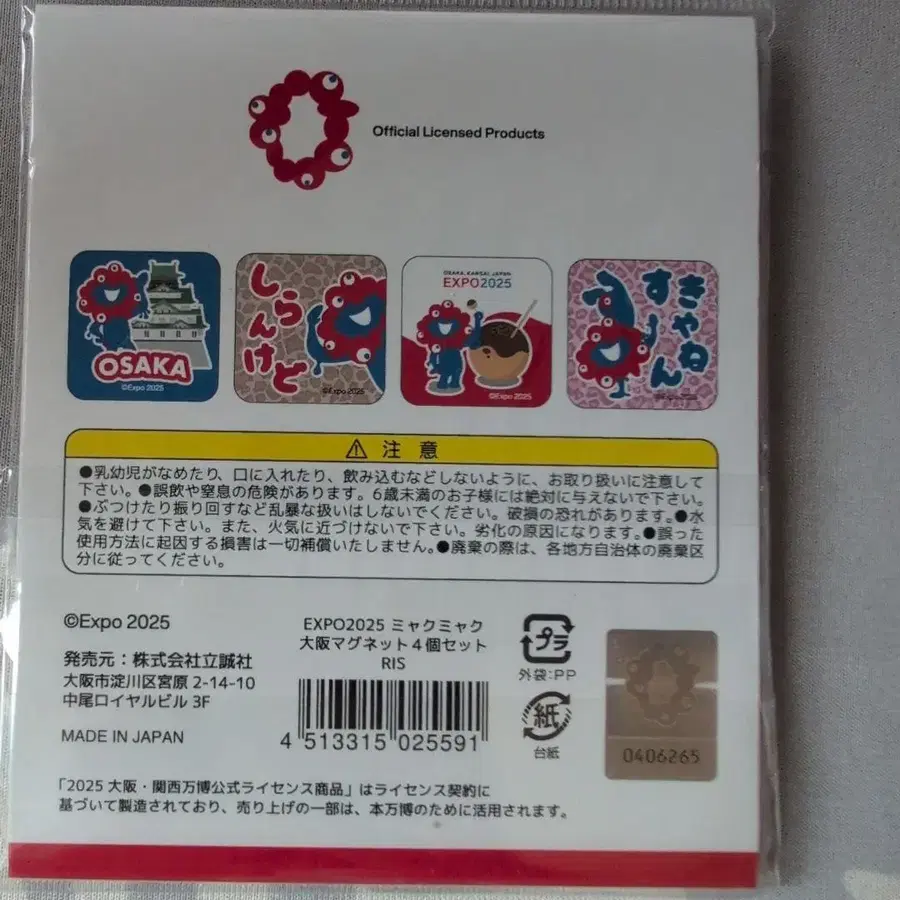 Official Licensed Products
OSAKA
©Expo 2025
しらんけど
©Expo 2025
OSAKA, KANSAI, JAPAN
EXPO2025
©Expo 2025
すきゃねん
©Expo 2025
⚠ 注意
●乳幼児がなめたり、口に入れたり、飲み込むなどしないように、お取り扱いに注意して
下さい。●誤飲や窒息の危険があります。6歳未満のお子様には絶対に与えないで下さい。
●ぶつけたり振り回すなど乱暴な扱いはしないでください。破損の恐れがあります。●水
気を避けて下さい。また、火気に近づけないで下さい。劣化の原因になります。●誤った
使用方法に起因する損害は一切補償いたしません。●廃棄の際は、各地方自治体の廃棄区
分に従ってください。
©Expo 2025
発売元：株式会社立誠社
大阪市淀川区宮原 2-14-10
中尾ロイヤルビル 3F
MADE IN JAPAN
EXPO2025 ミャクミャク
大阪マグネット４個セット
RIS
4 513315 025591
プラ
外袋:PP
紙
台紙
0406265
「2025 大阪・関西万博公式ライセンス商品」はライセンス契約に
基づいて製造されており、売り上げの一部は、本万博のために活用されます。